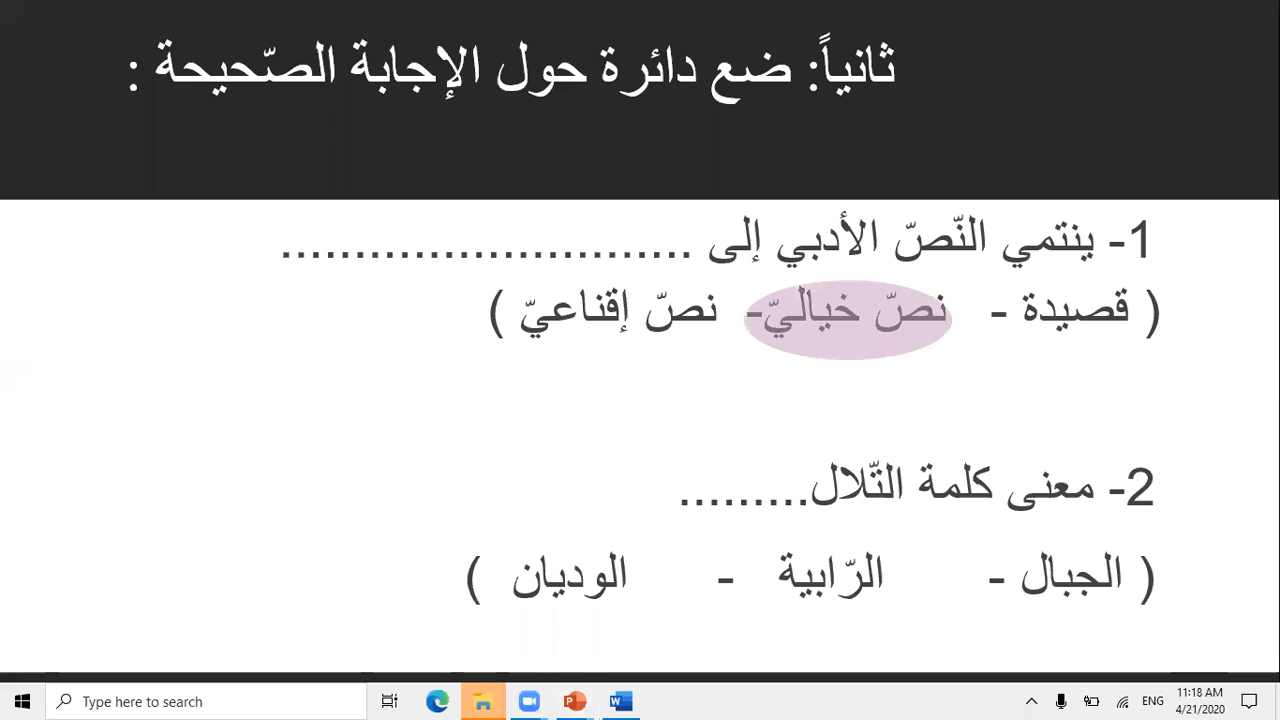 ثانياً: ضع دائرة حول الإجابة الصّحيحة :
1- ينتمي النّصّ الأدبي إلى ............................
( قصيدة - نصّ خياليّ- نصّ إقناعيّ )
2- معنى كلمة التّلال.........
( الجبال - الرّابية - الوديان )
Type here to search
ENG
11:18 AM
4/21/2020